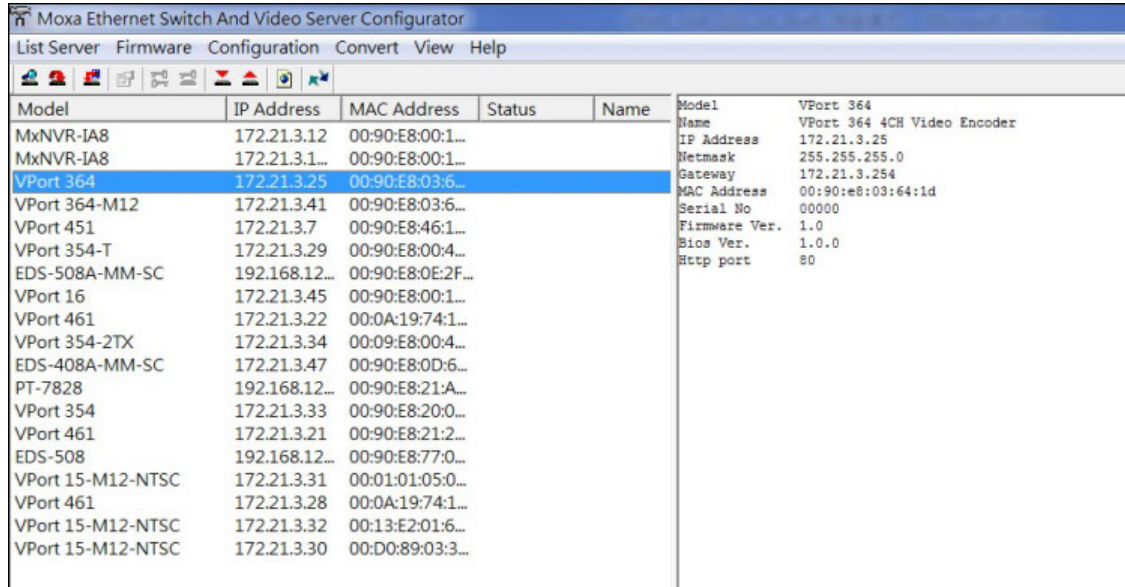 Moxa Ethernet Switch And Video Server Configurator
List Server Firmware Configuration Convert View Help
Model IP Address MAC Address Status Name
MxNVR-IA8 172.21.3.12 00:90:E8:00:1...
MxNVR-IA8 172.21.3.1... 00:90:E8:00:1...
VPort 364 172.21.3.25 00:90:E8:03:6...
VPort 364-M12 172.21.3.41 00:90:E8:03:6...
VPort 451 172.21.3.7 00:90:E8:46:1...
VPort 354-T 172.21.3.29 00:90:E8:00:4...
EDS-508A-MM-SC 192.168.12... 00:90:E8:0E:2F...
VPort 16 172.21.3.45 00:90:E8:00:1...
VPort 461 172.21.3.22 00:0A:19:74:1...
VPort 354-2TX 172.21.3.34 00:09:E8:00:4...
EDS-408A-MM-SC 172.21.3.47 00:90:E8:0D:6...
PT-7828 192.168.12... 00:90:E8:21:A...
VPort 354 172.21.3.33 00:90:E8:20:0...
VPort 461 172.21.3.21 00:90:E8:21:2...
EDS-508 192.168.12... 00:90:E8:77:0...
VPort 15-M12-NTSC 172.21.3.31 00:01:01:05:0...
VPort 461 172.21.3.28 00:0A:19:74:1...
VPort 15-M12-NTSC 172.21.3.32 00:13:E2:01:6...
VPort 15-M12-NTSC 172.21.3.30 00:D0:89:03:3...
Model VPort 364
Name VPort 364 4CH Video Encoder
IP Address 172.21.3.25
Netmask 255.255.255.0
Gateway 172.21.3.254
MAC Address 00:90:e8:03:64:1d
Serial No 00000
Firmware Ver. 1.0
Bios Ver. 1.0.0
Http port 80